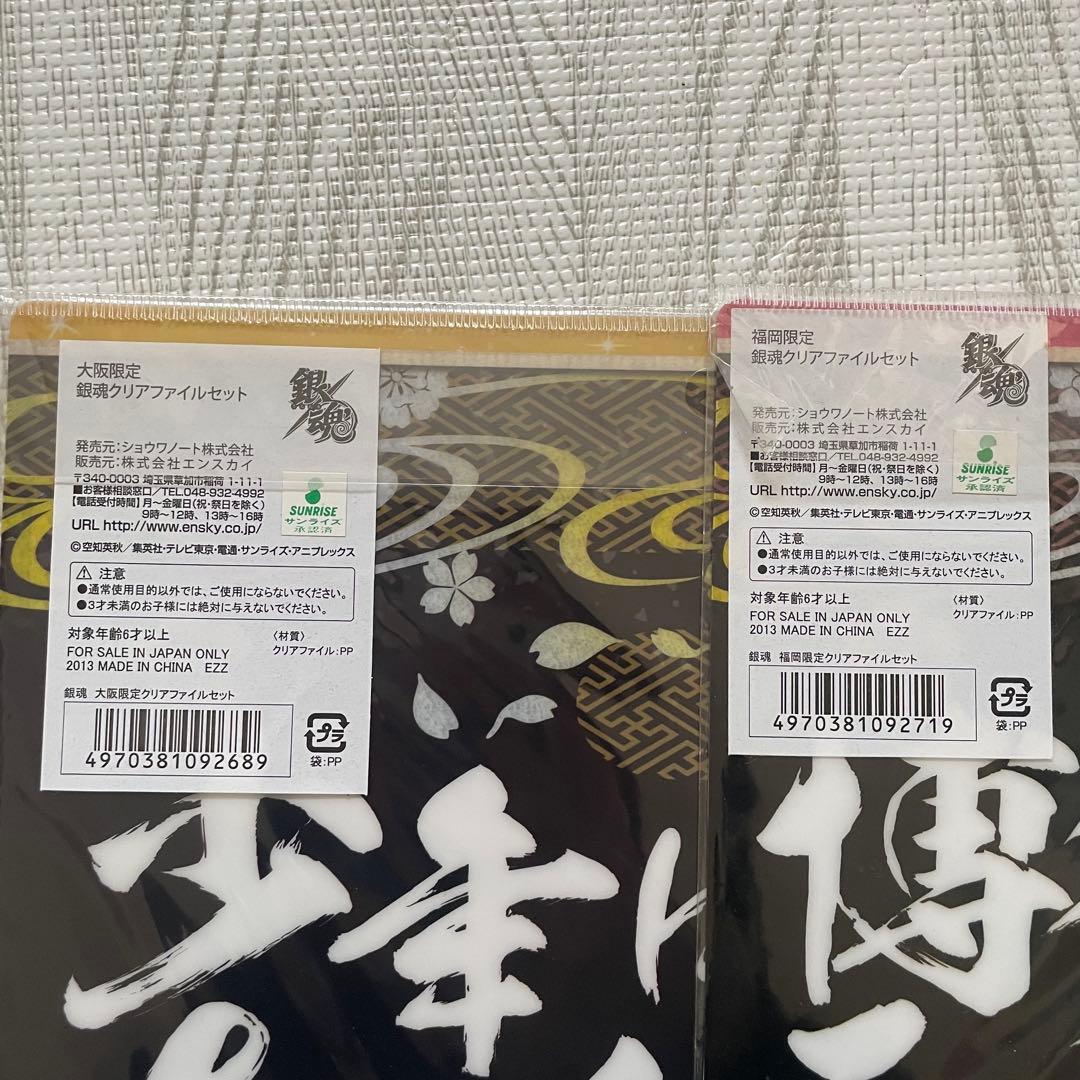 大阪限定
銀魂クリアファイルセット
銀魂
発売元:ショウワノート株式会社
販売元:株式会社エンスカイ
〒340-0003 埼玉県草加市稲荷 1-11-1
■お客様相談窓口/TEL.048-932-4992
【電話受付時間】月〜金曜日(祝・祭日を除く)
9時〜12時、13時〜16時
URL http://www.ensky.co.jp/
SUNRISE
サンライズ
承認済
©空知英秋/集英社・テレビ東京・電通・サンライズ・アニプレックス
⚠ 注意
●通常使用目的以外では、ご使用にならないでください。
●3才未満のお子様には絶対に与えないでください。
対象年齢6才以上
FOR SALE IN JAPAN ONLY
2013 MADE IN CHINA EZZ
〈材質〉
クリアファイル:PP
銀魂 大阪限定クリアファイルセット
4970381092689
プラ
袋:PP
福岡限定
銀魂クリアファイルセット
銀魂
発売元:ショウワノート株式会社
販売元:株式会社エンスカイ
〒340-0003 埼玉県草加市稲荷 1-11-1
■お客様相談窓口/TEL.048-932-4992
【電話受付時間】月〜金曜日(祝・祭日を除く)
9時〜12時、13時〜16時
URL http://www.ensky.co.jp/
SUNRISE
サンライズ
承認済
©空知英秋/集英社・テレビ東京・電通・サンライズ・アニプレックス
⚠ 注意
●通常使用目的以外では、ご使用にならないでください。
●3才未満のお子様には絶対に与えないでください。
対象年齢6才以上
FOR SALE IN JAPAN ONLY
2013 MADE IN CHINA EZZ
〈材質〉
クリアファイル:PP
銀魂 福岡限定クリアファイルセット
4970381092719
プラ
袋:PP
年
博